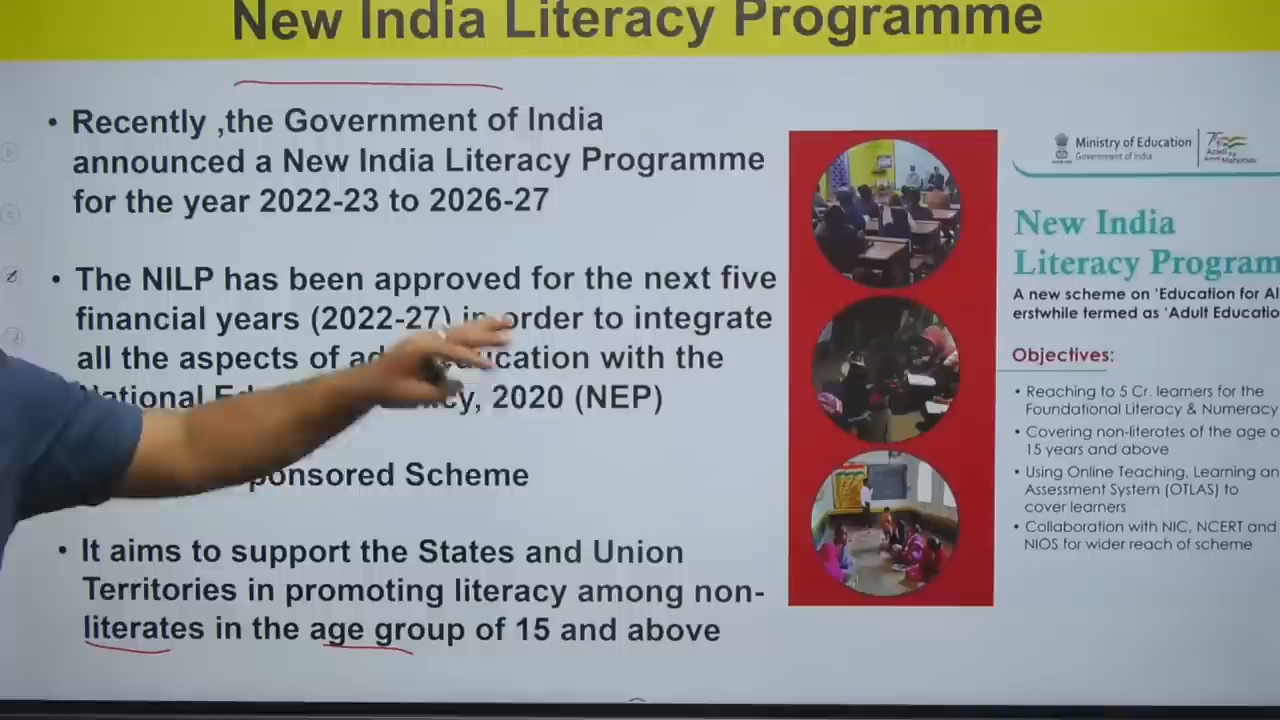 New India Literacy Programme
• Recently ,the Government of India
announced a New India Literacy Programme
for the year 2022-23 to 2026-27
• The NILP has been approved for the next five
financial years (2022-27) in order to integrate
all the aspects of education with the
National 2020 (NEP)
Scheme
• It aims to support the States and Union
Territories in promoting literacy among non-
literates in the age group of 15 and above
Ministry of Education
Government of India
Azadi Ka
Amrit Mahotsav
New India
Literacy Program
A new scheme on 'Education for Al
erstwhile termed as 'Adult Educatio
Objectives:
• Reaching to 5 Cr. learners for the
Foundational Literacy & Numeracy
• Covering non-literates of the age o
15 years and above
• Using Online Teaching, Learning an
Assessment System (OTLAS) to
cover learners
• Collaboration with NIC, NCERT and
NIOS for wider reach of scheme